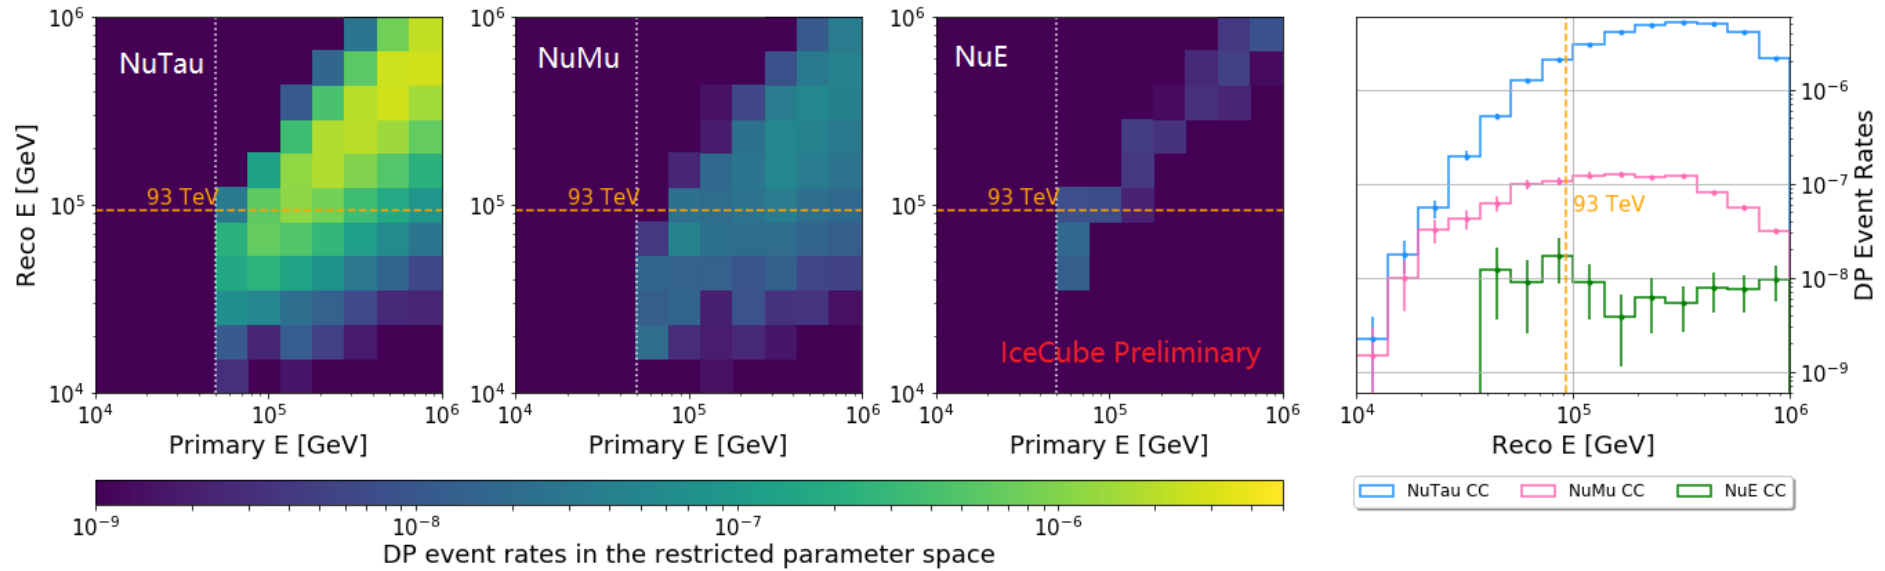 NuTau
NuMu
NuE
93 TeV
93 TeV
93 TeV
93 TeV
IceCube Preliminary
Reco E [GeV]
10^6
10^5
10^4
10^4
10^5
10^6
Primary E [GeV]
10^6
10^5
10^4
10^4
10^5
10^6
Primary E [GeV]
10^6
10^5
10^4
10^4
10^5
10^6
Primary E [GeV]
10^-6
10^-7
10^-8
10^-9
DP Event Rates
10^4
10^5
10^6
Reco E [GeV]
NuTau CC
NuMu CC
NuE CC
10^-9
10^-8
10^-7
10^-6
DP event rates in the restricted parameter space